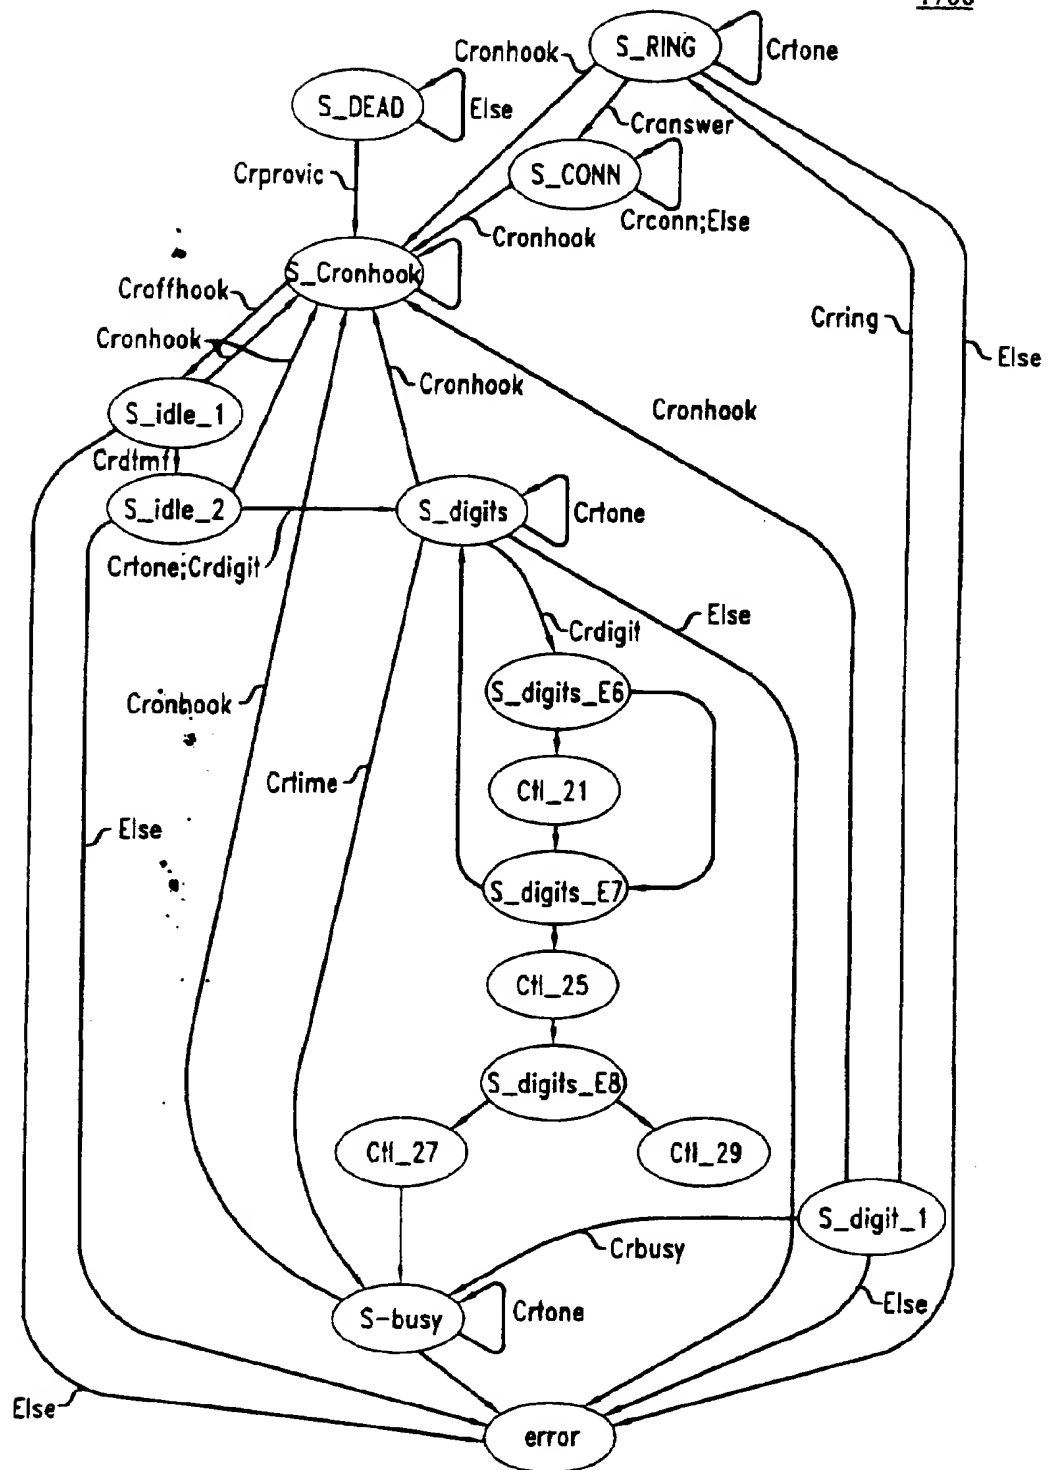 S_RING
Cronhook
Crtone
S_DEAD
Else
Cranswer
Crprovic
S_CONN
Crconn;Else
Cronhook
S_Cronhook
Croffhook
Cronhook
Crring
Else
Cronhook
Cronhook
S_idle_1
Crdtmf
S_idle_2
S_digits
Crtone
Crtone;Crdigit
Else
Crdigit
S_digits_E6
Cronhook
Crtime
Ctl_21
Else
S_digits_E7
Ctl_25
S_digits_E8
Ctl_27
Ctl_29
S_digit_1
Crbusy
Crtone
S-busy
Else
Else
error